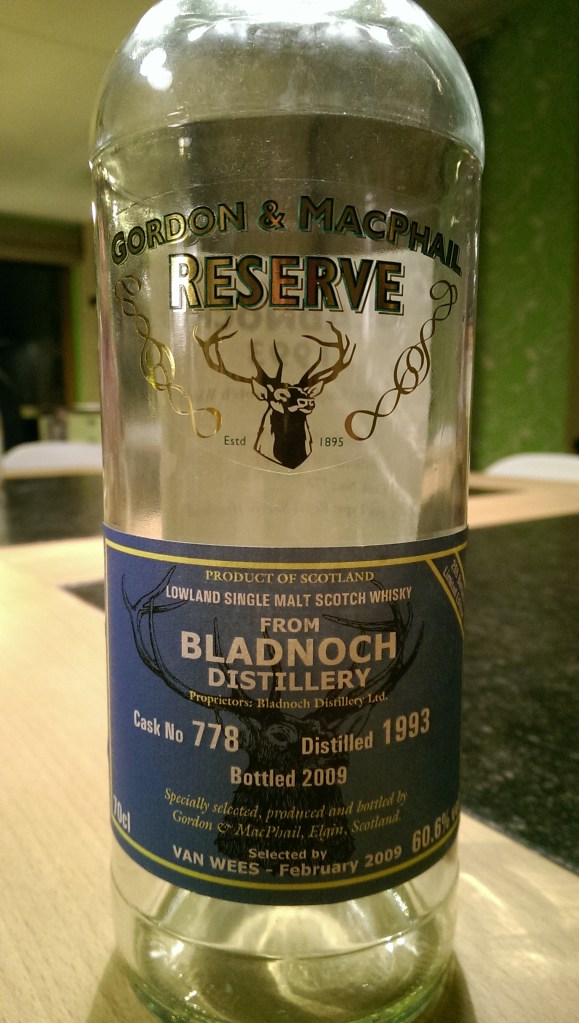 GORDON & MACPHAIL
RESERVE
Estd 1895
PRODUCT OF SCOTLAND
LOWLAND SINGLE MALT SCOTCH WHISKY
FROM
BLADNOCH
DISTILLERY
Proprietors: Bladnoch Distillery Ltd.
Cask No 778 Distilled 1993
Bottled 2009
Specially selected, produced and bottled by
Gordon & MacPhail, Elgin, Scotland.
70cl 60.6%
Selected by
VAN WEES - February 2009